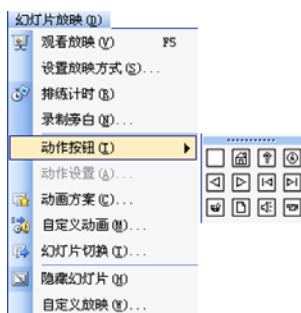 幻灯片放映(D)
观看放映(V) F5
设置放映方式(S)...
排练计时(R)
录制旁白(N)...
动作按钮(I)
动作设置(A)...
动画方案(C)...
自定义动画(M)...
幻灯片切换(T)...
隐藏幻灯片(H)
自定义放映(W)...